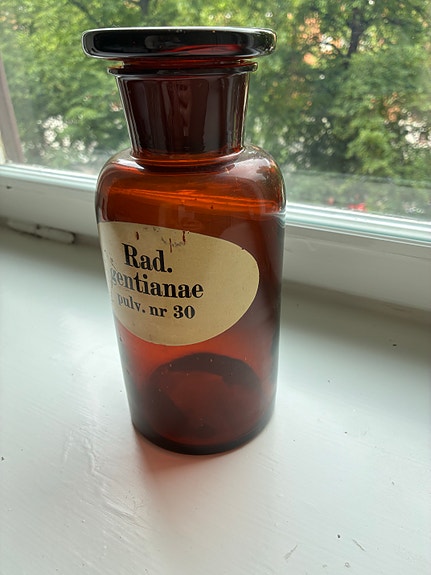 Rad.
gentianae
pulv. nr 30